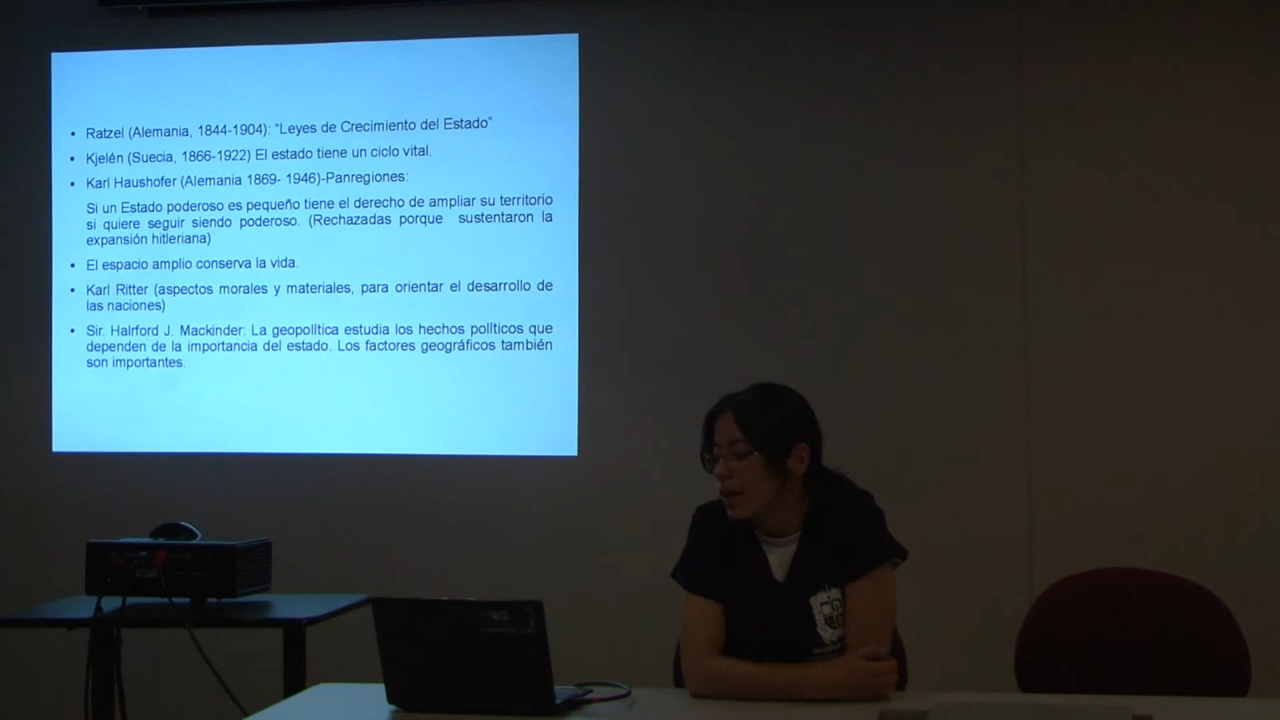 • Ratzel (Alemania, 1844-1904): “Leyes de Crecimiento del Estado”
• Kjelén (Suecia, 1866-1922) El estado tiene un ciclo vital.
• Karl Haushofer (Alemania 1869- 1946)-Panregiones:
Si un Estado poderoso es pequeño tiene el derecho de ampliar su territorio
si quiere seguir siendo poderoso. (Rechazadas porque sustentaron la
expansión hitleriana)
• El espacio amplio conserva la vida.
• Karl Ritter (aspectos morales y materiales, para orientar el desarrollo de
las naciones)
• Sir. Halrford J. Mackinder: La geopolítica estudia los hechos políticos que
dependen de la importancia del estado. Los factores geográficos también
son importantes.
LG